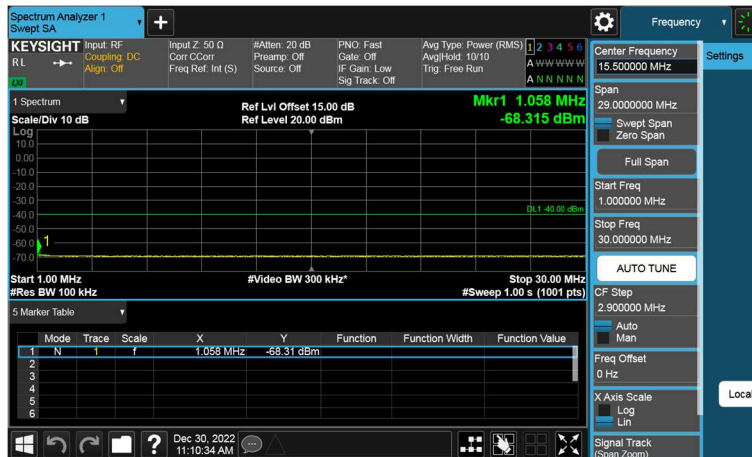 Spectrum Analyzer 1
Swept SA
+
Frequency
KEYSIGHT
RL
LXI
Input: RF
Coupling: DC
Align: Off
Input Z: 50 Ω
Corr CCorr
Freq Ref: Int (S)
#Atten: 20 dB
Preamp: Off
Source: Off
PNO: Fast
Gate: Off
IF Gain: Low
Sig Track: Off
Avg Type: Power (RMS)
Avg|Hold: 10/10
Trig: Free Run
1 2 3 4 5 6
A W W W W W
A N N N N N
1 Spectrum
Scale/Div 10 dB
Ref Lvl Offset 15.00 dB
Ref Level 20.00 dBm
Mkr1 1.058 MHz
-68.315 dBm
Log
10.0
0.00
-10.0
-20.0
-30.0
-40.0
-50.0
-60.0
-70.0
DL1 -40.00 dBm
1
Start 1.00 MHz
#Video BW 300 kHz*
Stop 30.00 MHz
#Res BW 100 kHz
#Sweep 1.00 s (1001 pts)
5 Marker Table
Mode Trace Scale X Y Function Function Width Function Value
1 N 1 f 1.058 MHz -68.31 dBm
2
3
4
5
6
?
Dec 30, 2022
11:10:34 AM
Center Frequency
15.500000 MHz
Settings
Span
29.0000000 MHz
Swept Span
Zero Span
Full Span
Start Freq
1.000000 MHz
Stop Freq
30.000000 MHz
AUTO TUNE
CF Step
2.900000 MHz
Auto
Man
Freq Offset
0 Hz
X Axis Scale
Log
Lin
Local
Signal Track
(Span Zoom)